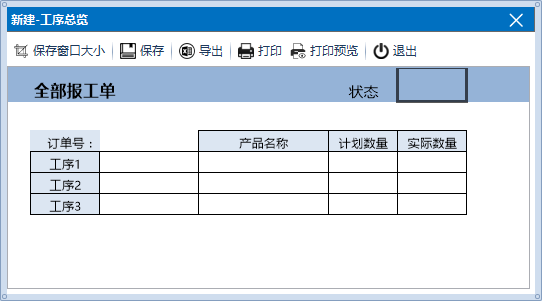 新建-工序总览
保存窗口大小 保存 导出 打印 打印预览 退出
全部报工单 状态
订单号： 产品名称 计划数量 实际数量
工序1
工序2
工序3